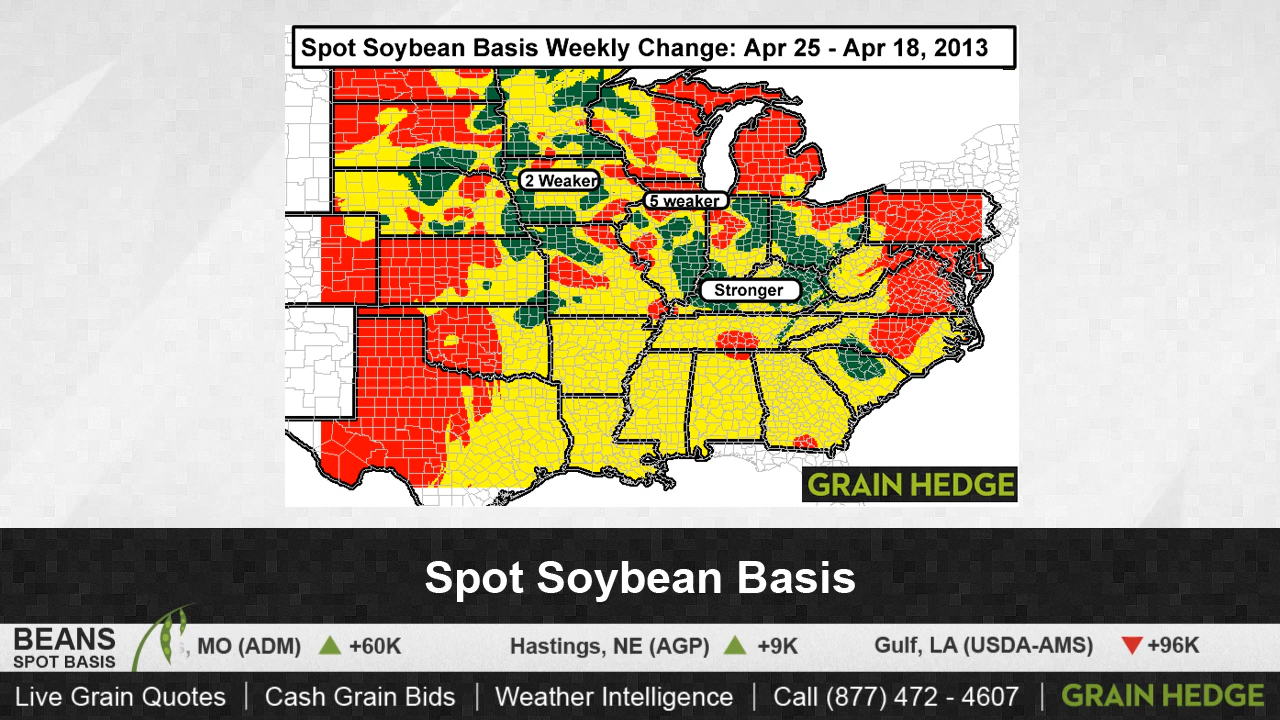 Spot Soybean Basis Weekly Change: Apr 25 - Apr 18, 2013
2 Weaker
5 weaker
Stronger
GRAIN HEDGE
Spot Soybean Basis
BEANS
SPOT BASIS
, MO (ADM) +60K Hastings, NE (AGP) +9K Gulf, LA (USDA-AMS) +96K
Live Grain Quotes | Cash Grain Bids | Weather Intelligence | Call (877) 472 - 4607 | GRAIN HEDGE